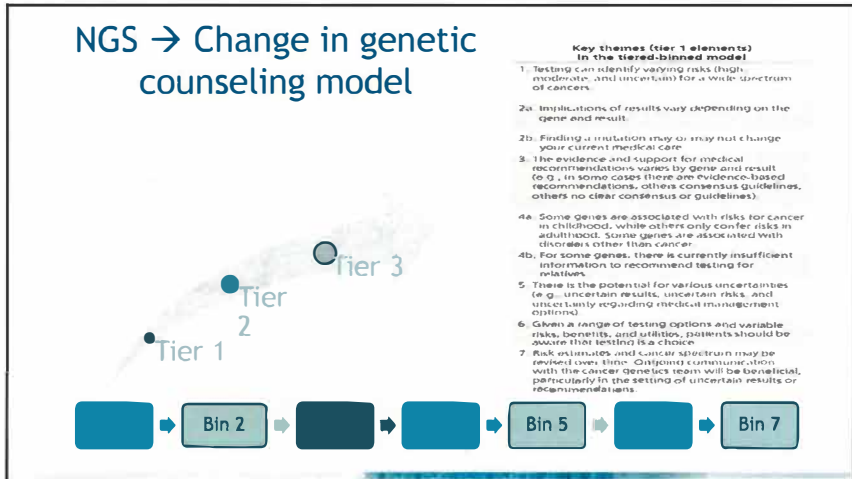 NGS → Change in genetic
counseling model
Key themes (tier 1 elements)
in the tiered-binned model
1. Testing can identify varying risks (high,
moderate, and uncertain) for a wide spectrum
of cancers
2a. Implications of results vary depending on the
gene and result
2b. Finding a mutation may or may not change
your current medical care
3. The evidence and support for medical
recommendations varies by gene and result
(e.g., in some cases there are evidence-based
recommendations, others consensus guidelines,
others no clear consensus or guidelines)
4a. Some genes are associated with risks for cancer
in childhood, while others only confer risks in
adulthood. Some genes are associated with
disorders other than cancer
4b. For some genes, there is currently insufficient
information to recommend testing for
relatives
5. There is the potential for various uncertainties
(e.g., uncertain results, uncertain risks, and
uncertainty regarding medical management
options)
6. Given a range of testing options and variable
risks, benefits, and utilities, patients should be
aware that testing is a choice
7. Risk estimates and cancer spectrum may be
revised over time. Ongoing communication
with the cancer genetics team will be beneficial,
particularly in the setting of uncertain results or
recommendations.
Tier 3
Tier
2
Tier 1
Bin 2
Bin 5
Bin 7